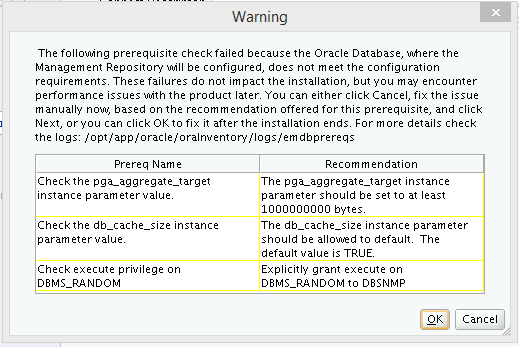 Warning
The following prerequisite check failed because the Oracle Database, where the
Management Repository will be configured, does not meet the configuration
requirements. These failures do not impact the installation, but you may encounter
performance issues with the product later. You can either click Cancel, fix the issue
manually now, based on the recommendation offered for this prerequisite, and click
Next, or you can click OK to fix it after the installation ends. For more details check
the logs: /opt/app/oracle/oraInventory/logs/emdbprereqs
Prereq Name
Recommendation
Check the pga_aggregate_target
instance parameter value.
The pga_aggregate_target instance
parameter should be set to at least
1000000000 bytes.
Check the db_cache_size instance
parameter value.
The db_cache_size instance parameter
should be allowed to default. The
default value is TRUE.
Check execute privilege on
DBMS_RANDOM
Explicitly grant execute on
DBMS_RANDOM to DBSNMP
OK
Cancel